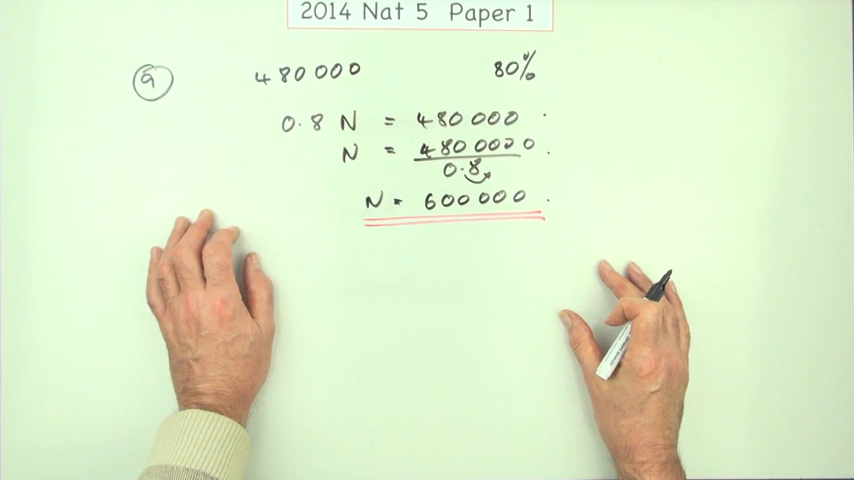 2014 Nat 5 Paper 1
9 480000 80%
0.8 N = 480000
N = 4800000
0.8
N = 600000